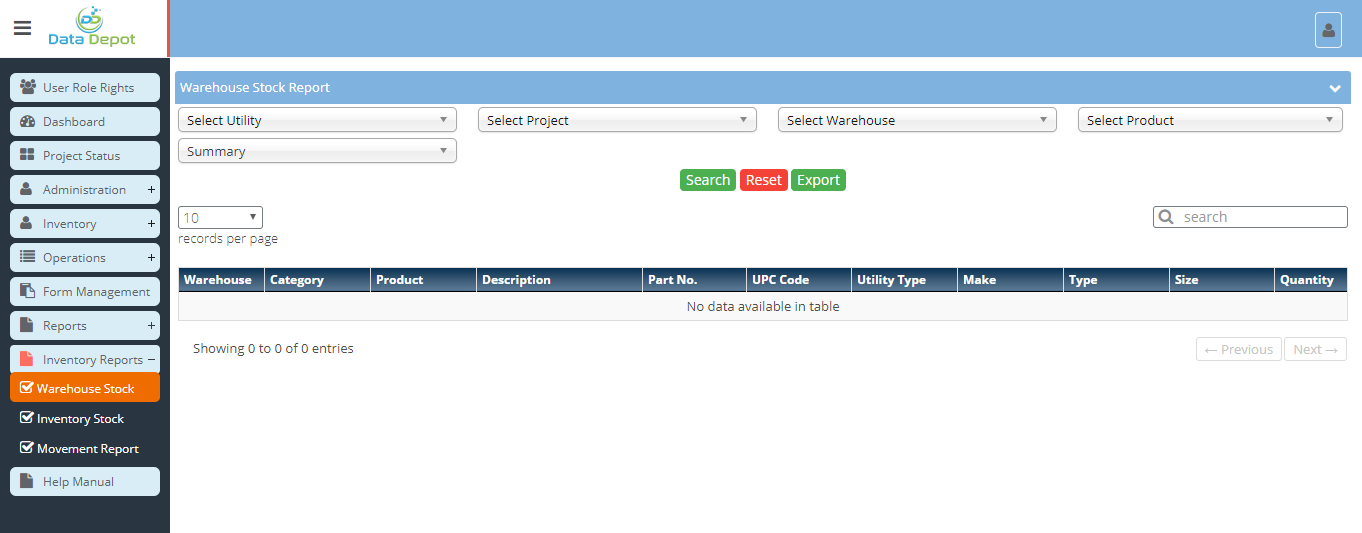 Data Depot
User Role Rights
Dashboard
Project Status
Administration +
Inventory +
Operations +
Form Management
Reports +
Inventory Reports −
Warehouse Stock
Inventory Stock
Movement Report
Help Manual
Warehouse Stock Report
Select Utility Select Project Select Warehouse Select Product
Summary
Search Reset Export
10 search
records per page
Warehouse Category Product Description Part No. UPC Code Utility Type Make Type Size Quantity
No data available in table
Showing 0 to 0 of 0 entries ← Previous Next →